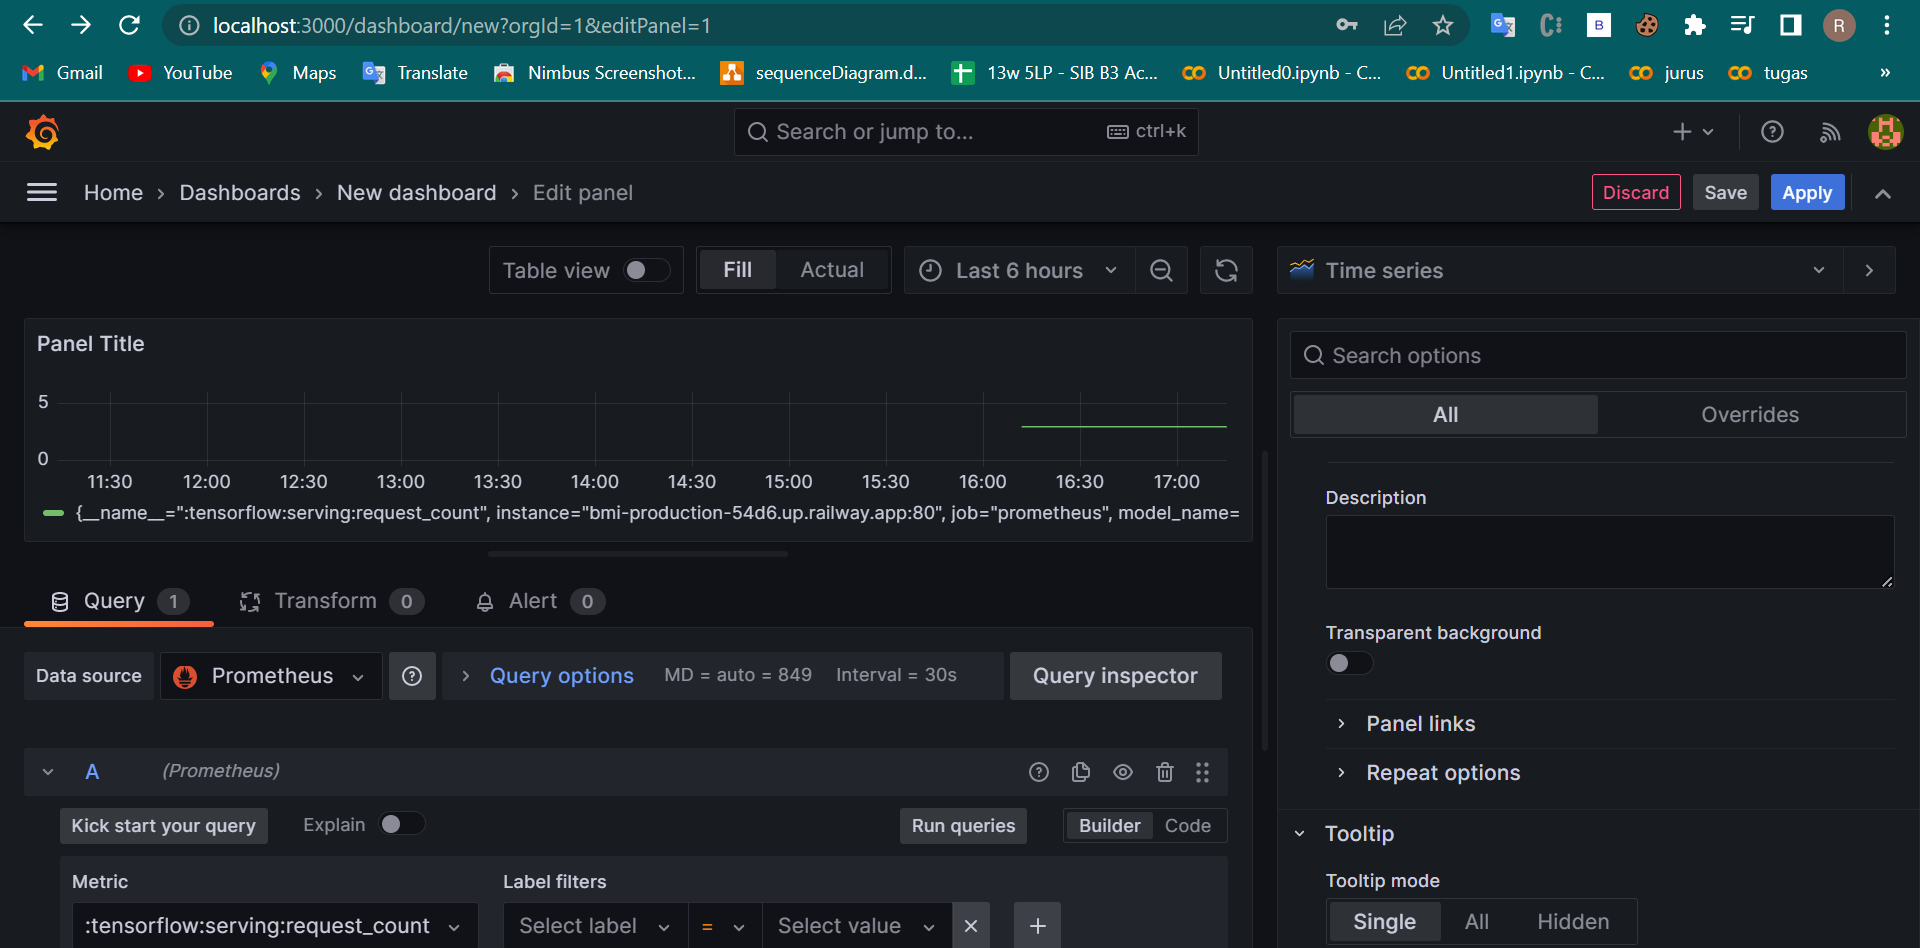 localhost:3000/dashboard/new?orgId=1&editPanel=1
B
R
Gmail YouTube Maps Translate Nimbus Screenshot... sequenceDiagram.d... 13w 5LP - SIB B3 Ac... Untitled0.ipynb - C... Untitled1.ipynb - C... jurus tugas »
Search or jump to... ctrl+k
Home › Dashboards › New dashboard › Edit panel Discard Save Apply
Table view Fill Actual Last 6 hours Time series
Panel Title
5
0
11:30 12:00 12:30 13:00 13:30 14:00 14:30 15:00 15:30 16:00 16:30 17:00
{__name__=":tensorflow:serving:request_count", instance="bmi-production-54d6.up.railway.app:80", job="prometheus", model_name=
Query 1 Transform 0 Alert 0
Data source Prometheus Query options MD = auto = 849 Interval = 30s Query inspector
A (Prometheus)
Kick start your query Explain Run queries Builder Code
Metric Label filters
:tensorflow:serving:request_count Select label = Select value
Search options
All Overrides
Description
Transparent background
Panel links
Repeat options
Tooltip
Tooltip mode
Single All Hidden